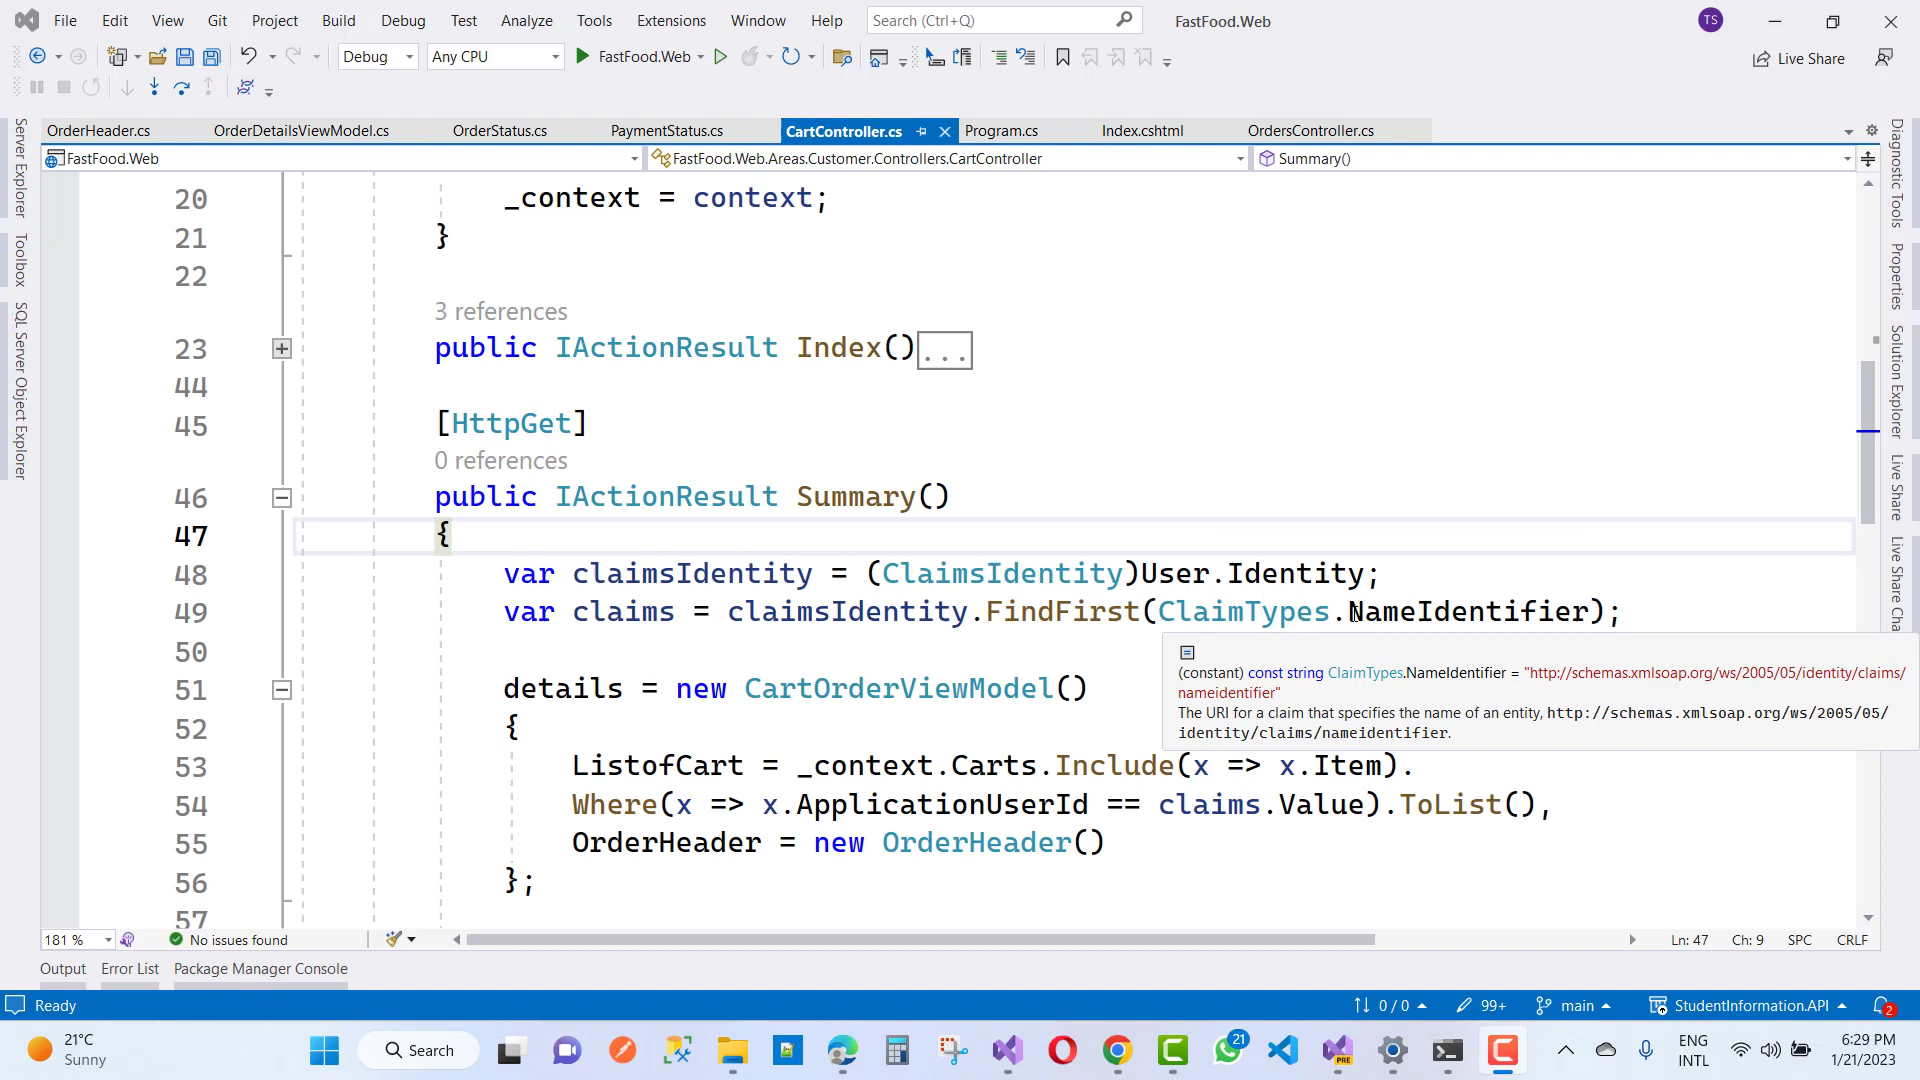 File Edit View Git Project Build Debug Test Analyze Tools Extensions Window Help Search (Ctrl+Q) FastFood.Web TS
Debug Any CPU FastFood.Web Live Share
OrderHeader.cs OrderDetailsViewModel.cs OrderStatus.cs PaymentStatus.cs CartController.cs Program.cs Index.cshtml OrdersController.cs
FastFood.Web FastFood.Web.Areas.Customer.Controllers.CartController Summary()
Server Explorer
Toolbox
SQL Server Object Explorer
20 _context = context;
21 }
22
3 references
23 public IActionResult Index()...
44
45 [HttpGet]
0 references
46 public IActionResult Summary()
47 {
48 var claimsIdentity = (ClaimsIdentity)User.Identity;
49 var claims = claimsIdentity.FindFirst(ClaimTypes.NameIdentifier);
50
51 details = new CartOrderViewModel()
52 {
53 ListofCart = _context.Carts.Include(x => x.Item).
54 Where(x => x.ApplicationUserId == claims.Value).ToList(),
55 OrderHeader = new OrderHeader()
56 };
57
(constant) const string ClaimTypes.NameIdentifier = "http://schemas.xmlsoap.org/ws/2005/05/identity/claims/
nameidentifier"
The URI for a claim that specifies the name of an entity, http://schemas.xmlsoap.org/ws/2005/05/
identity/claims/nameidentifier.
Diagnostic Tools
Properties
Solution Explorer
Live Share
Live Share Cha
181 % No issues found Ln: 47 Ch: 9 SPC CRLF
Output Error List Package Manager Console
Ready 0 / 0 99+ main StudentInformation.API 2
21°C
Sunny
Search 21 PRE
ENG
INTL
6:29 PM
1/21/2023